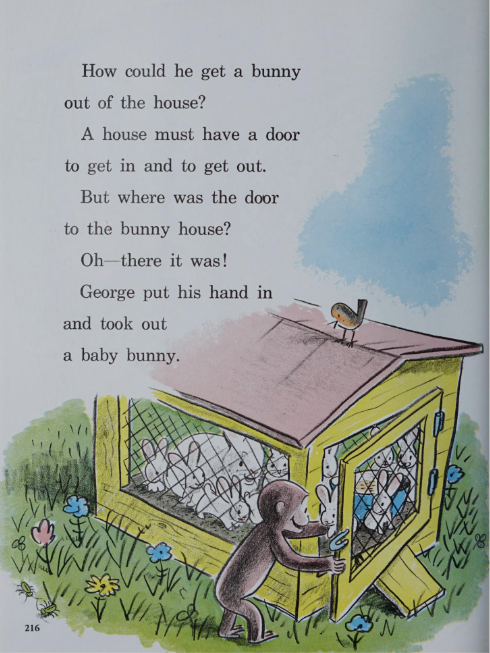 How could he get a bunny
out of the house?
A house must have a door
to get in and to get out.
But where was the door
to the bunny house?
Oh—there it was!
George put his hand in
and took out
a baby bunny.
216